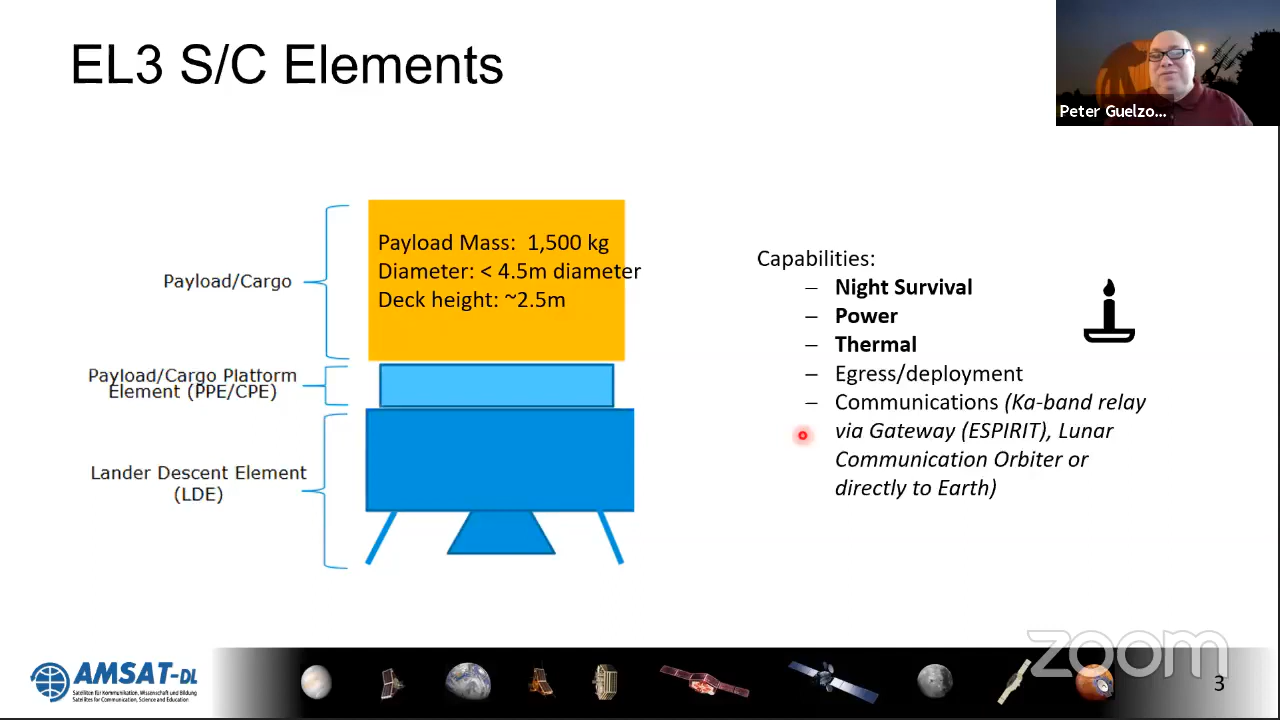 EL3 S/C Elements
Peter Guelzo...
Payload/Cargo
Payload/Cargo Platform
Element (PPE/CPE)
Lander Descent Element
(LDE)
Payload Mass:  1,500 kg
Diameter: < 4.5m diameter
Deck height: ~2.5m
Capabilities:
– Night Survival
– Power
– Thermal
– Egress/deployment
– Communications (Ka-band relay
via Gateway (ESPIRIT), Lunar
Communication Orbiter or
directly to Earth)
AMSAT-DL
Satelliten für Kommunikation, Wissenschaft und Bildung
Satellites for Communication, Science and Education
zoom
3